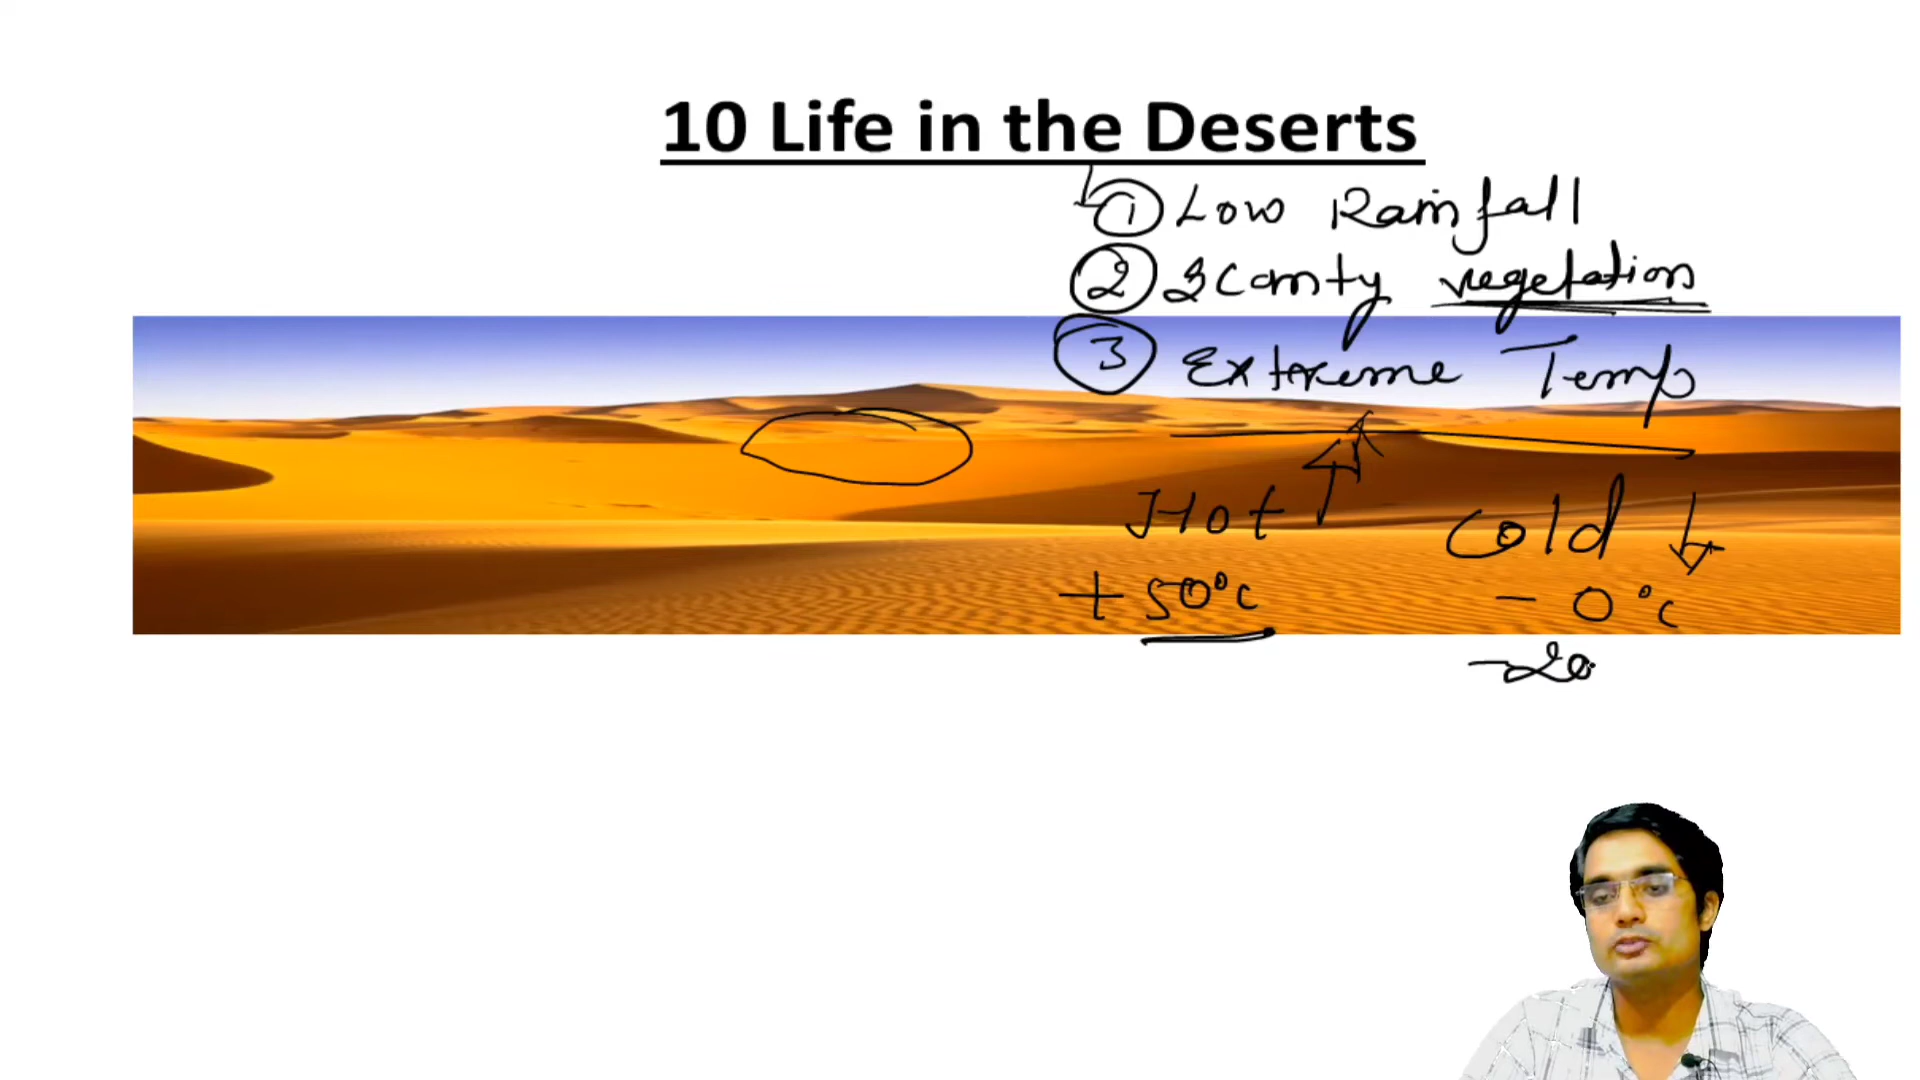 10 Life in the Deserts
① Low Rainfall
② Scanty vegetation
③ Extreme Temp
Hot Cold
+50°C -0°C
-20